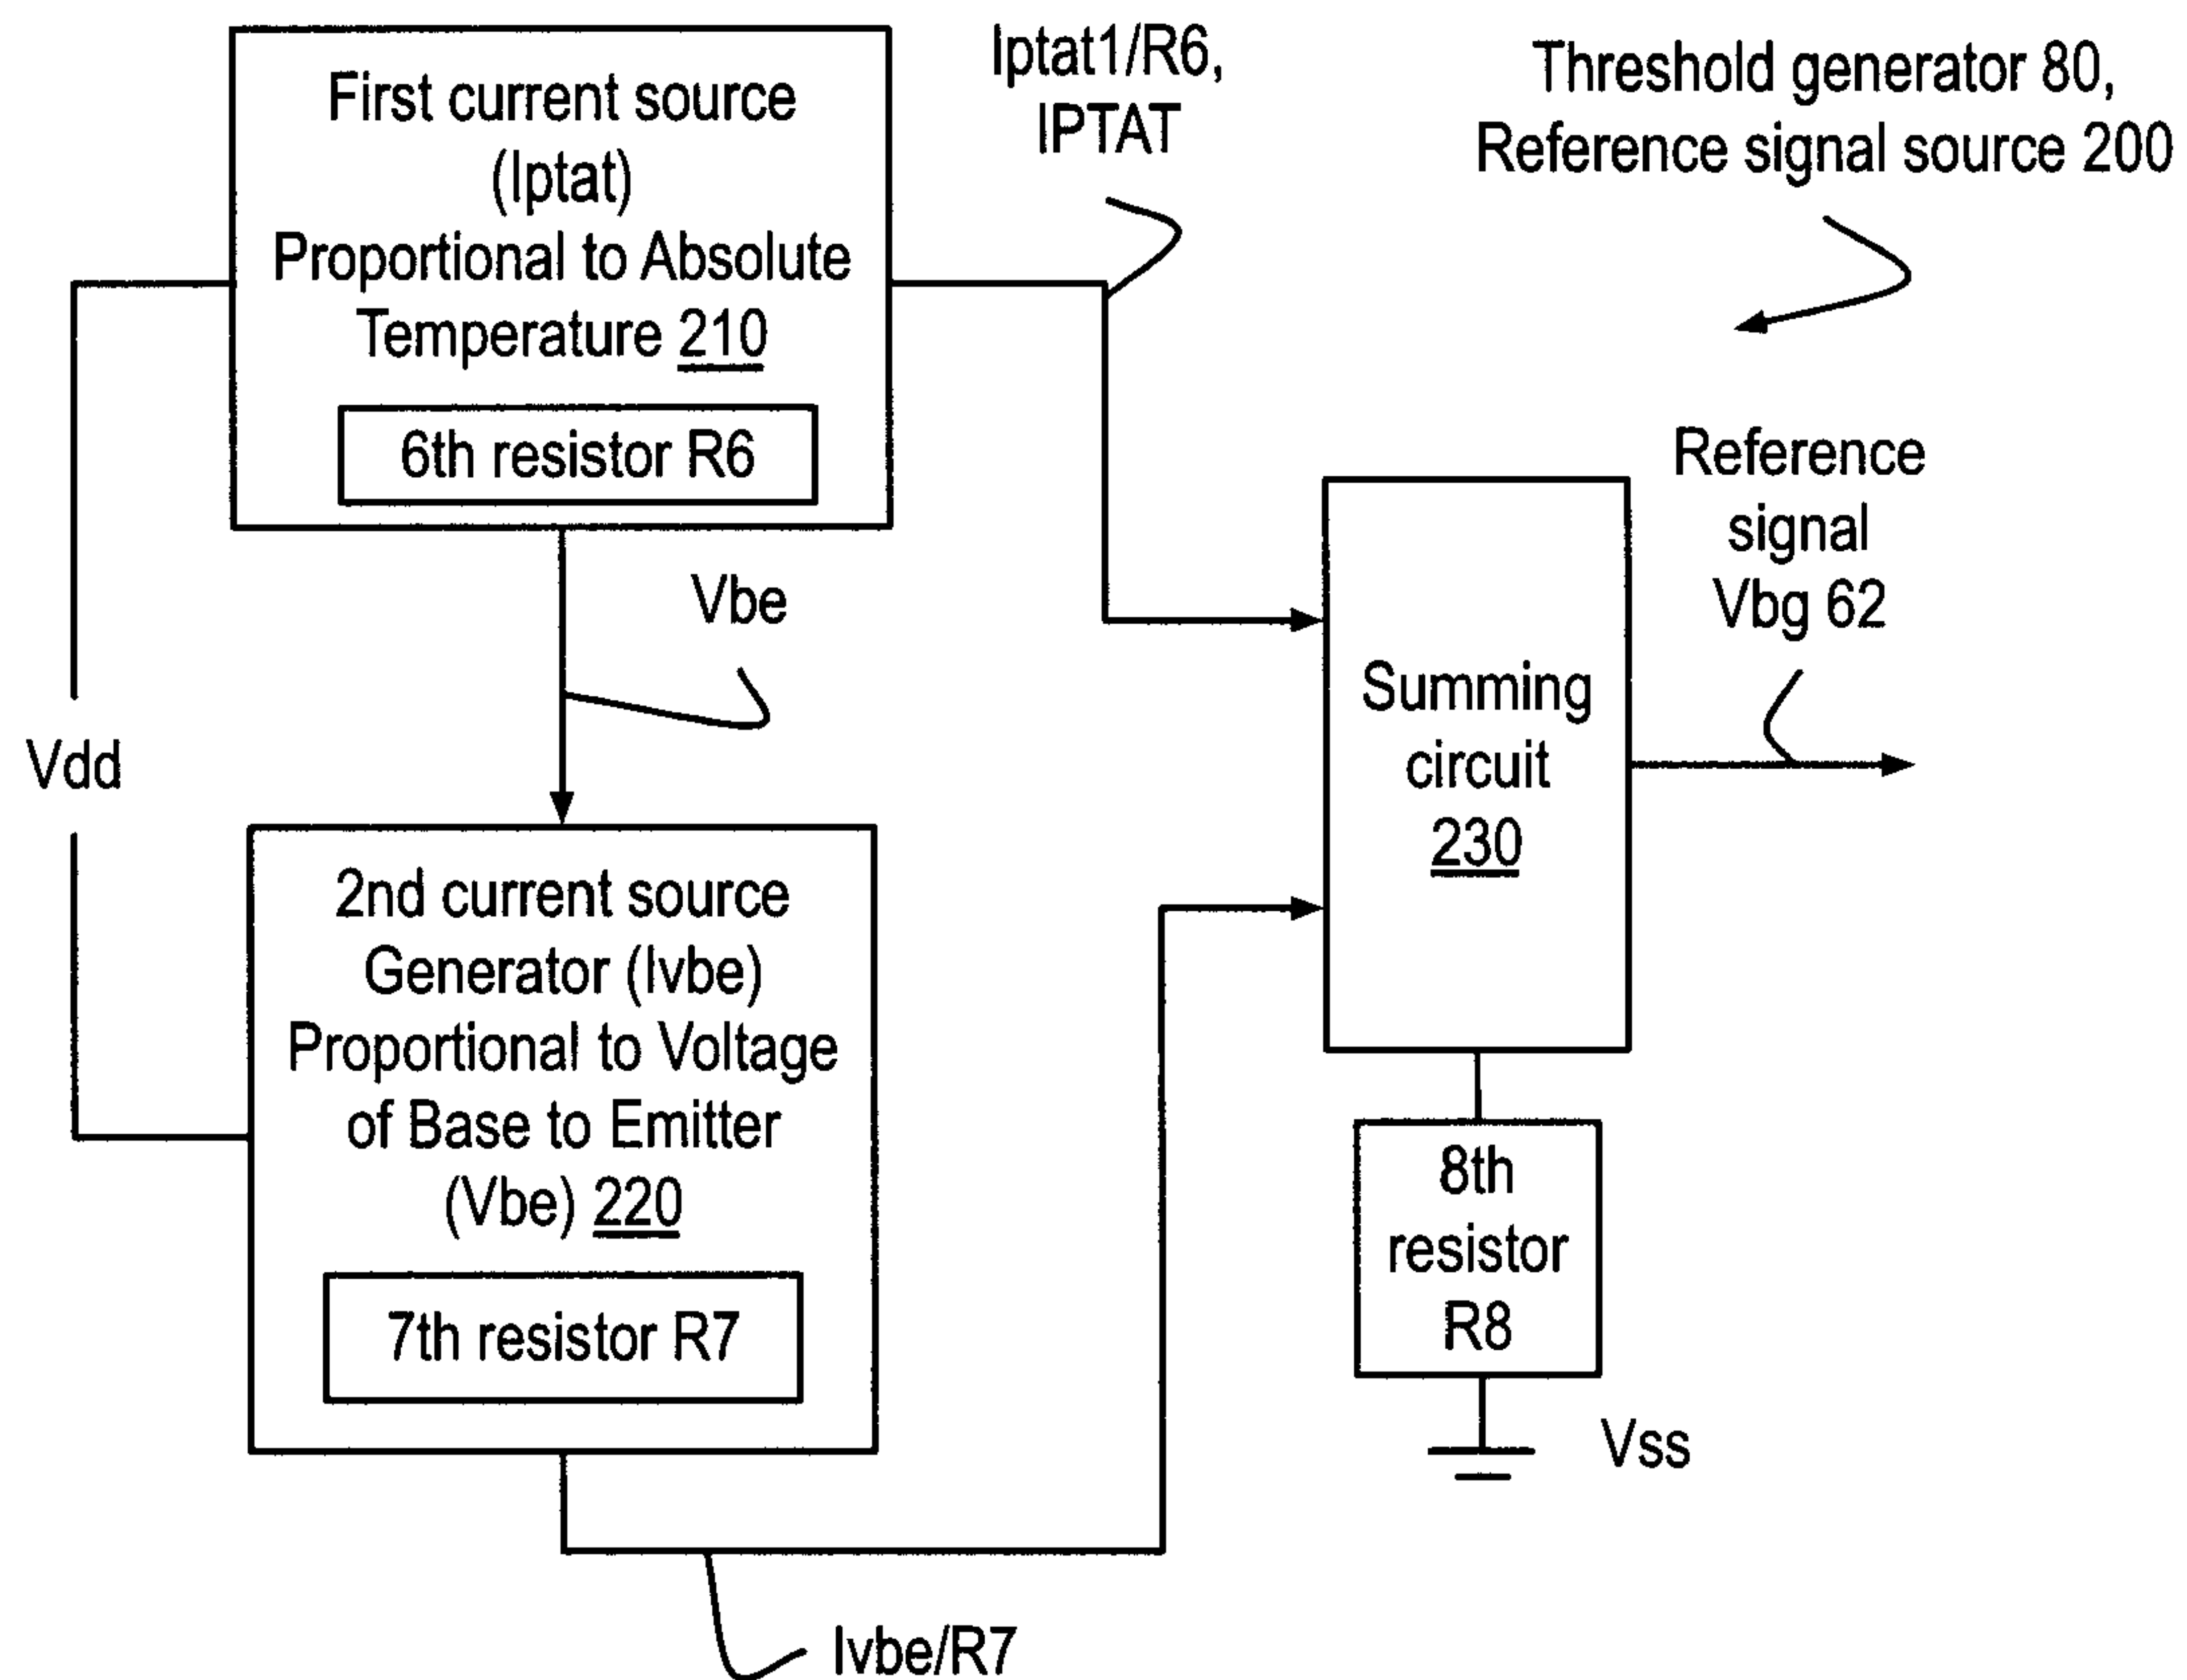 First current source
(Iptat)
Proportional to Absolute
Temperature 210
6th resistor R6
Iptat1/R6,
IPTAT
Threshold generator 80,
Reference signal source 200
Vbe
Vdd
Reference
signal
Vbg 62
Summing
circuit
230
2nd current source
Generator (Ivbe)
Proportional to Voltage
of Base to Emitter
(Vbe) 220
7th resistor R7
8th
resistor
R8
Vss
Ivbe/R7